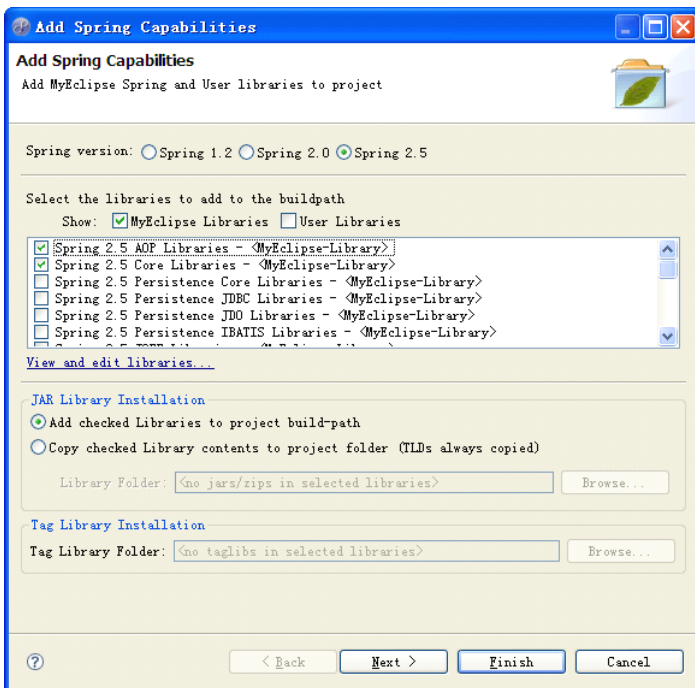 Add Spring Capabilities
Add Spring Capabilities
Add MyEclipse Spring and User libraries to project
Spring version: Spring 1.2 Spring 2.0 Spring 2.5
Select the libraries to add to the buildpath
Show: MyEclipse Libraries User Libraries
Spring 2.5 AOP Libraries - <MyEclipse-Library>
Spring 2.5 Core Libraries - <MyEclipse-Library>
Spring 2.5 Persistence Core Libraries - <MyEclipse-Library>
Spring 2.5 Persistence JDBC Libraries - <MyEclipse-Library>
Spring 2.5 Persistence JDO Libraries - <MyEclipse-Library>
Spring 2.5 Persistence IBATIS Libraries - <MyEclipse-Library>
View and edit libraries...
JAR Library Installation
Add checked Libraries to project build-path
Copy checked Library contents to project folder (TLDs always copied)
Library Folder: <no jars/zips in selected libraries> Browse...
Tag Library Installation
Tag Library Folder: <no taglibs in selected libraries> Browse...
? < Back Next > Finish Cancel